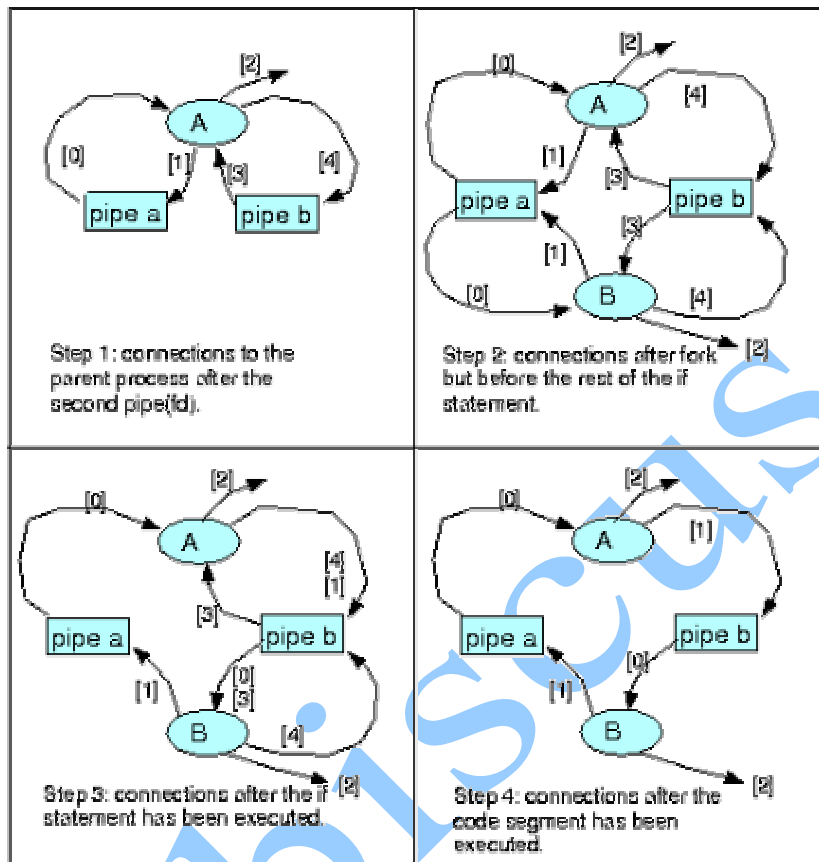 [2]
[0]
A
[1]
[3]
[4]
pipe a
pipe b
Step 1: connections to the
parent process after the
second pipe(fd).
[2]
[0]
A
[4]
[1]
[3]
pipe a
pipe b
[3]
[1]
[0]
B
[4]
[2]
Step 2: connections after fork
but before the rest of the if
statement.
[2]
[0]
A
[4]
[1]
[3]
pipe a
pipe b
[1]
[0]
[3]
B
[4]
[2]
Step 3: connections after the if
statement has been executed.
[2]
[0]
A
[1]
pipe a
pipe b
[0]
[1]
B
[2]
Step 4: connections after the
code segment has been
executed.